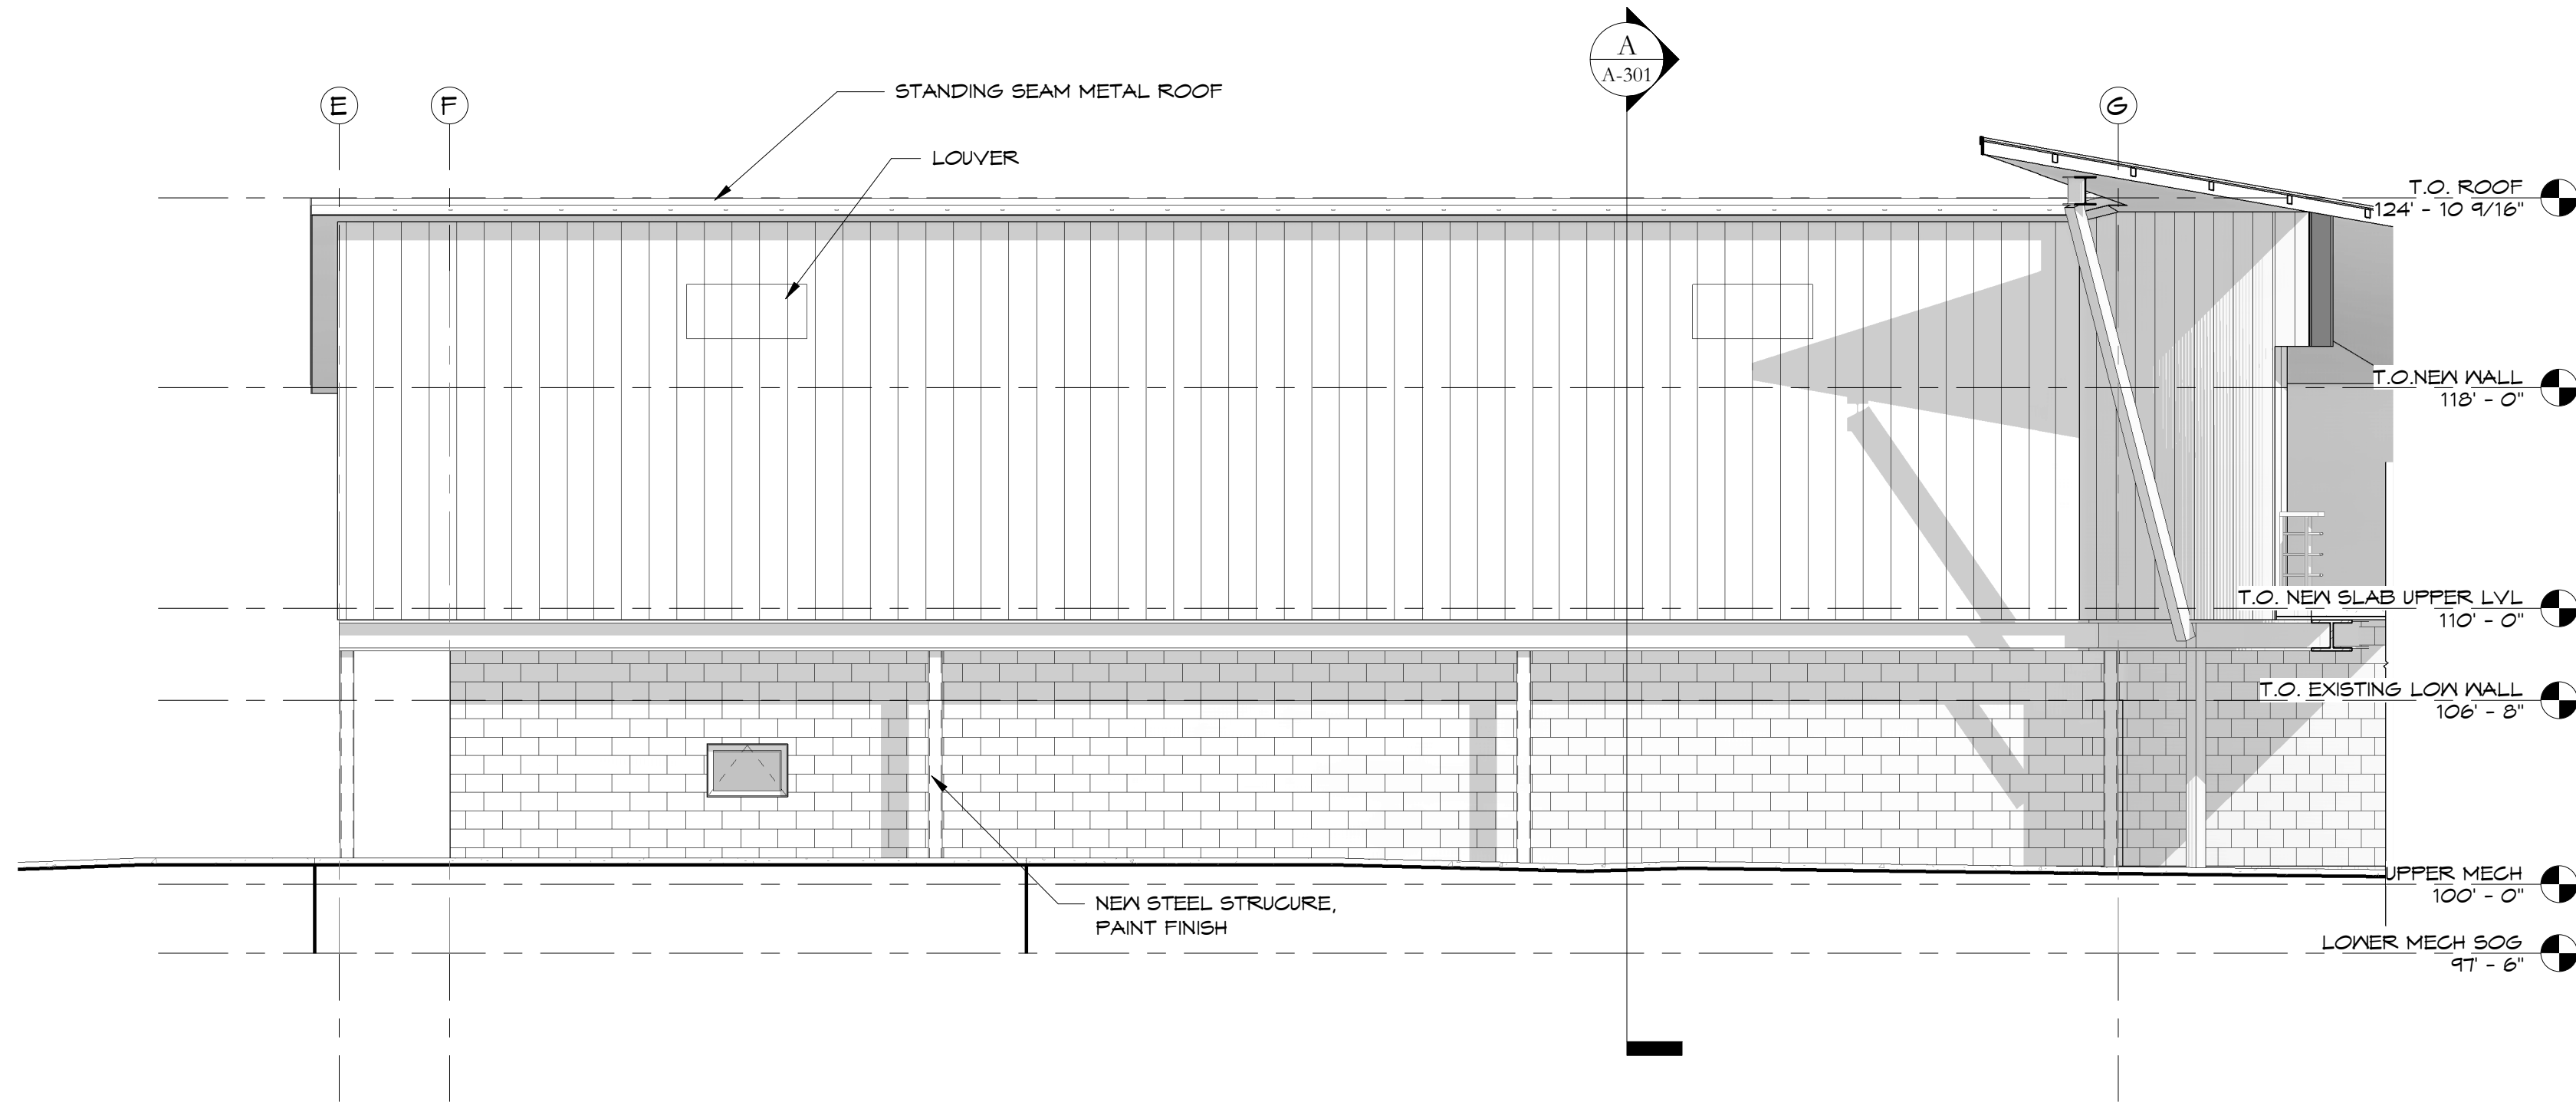 A
A-301
E
F
G
STANDING SEAM METAL ROOF
LOUVER
T.O. ROOF
124' - 10 9/16"
T.O.NEW WALL
118' - 0"
T.O. NEW SLAB UPPER LVL
110' - 0"
T.O. EXISTING LOW WALL
106' - 8"
UPPER MECH
100' - 0"
NEW STEEL STRUCURE,
PAINT FINISH
LOWER MECH SOG
97' - 6"